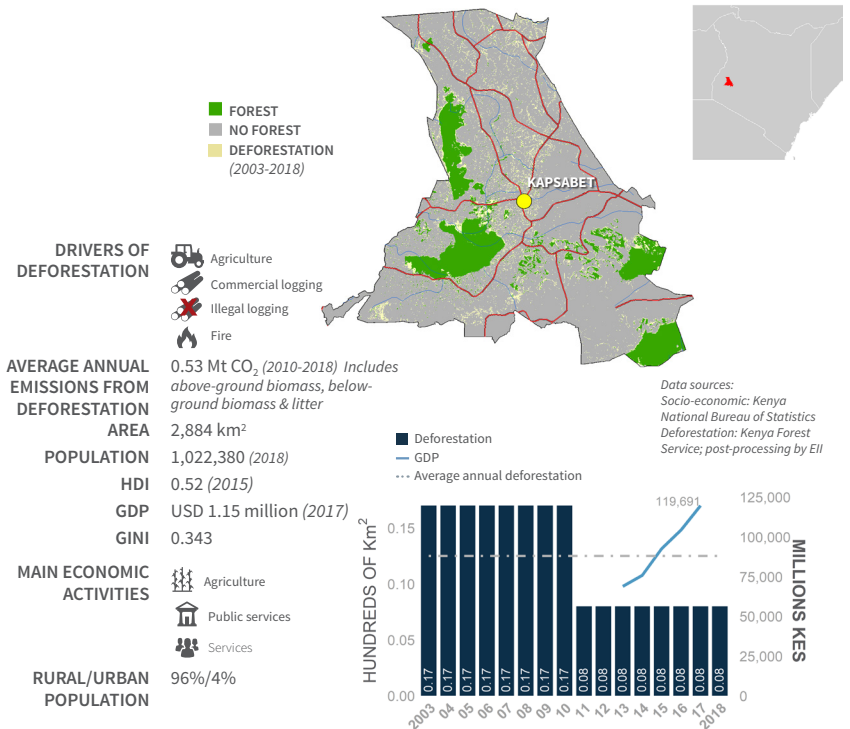 FOREST
NO FOREST
DEFORESTATION
(2003-2018)
KAPSABET
DRIVERS OF
DEFORESTATION
Agriculture
Commercial logging
Illegal logging
Fire
AVERAGE ANNUAL
EMISSIONS FROM
DEFORESTATION
0.53 Mt CO₂ (2010-2018) Includes
above-ground biomass, below-
ground biomass & litter
AREA
2,884 km²
POPULATION
1,022,380 (2018)
HDI
0.52 (2015)
GDP
USD 1.15 million (2017)
GINI
0.343
MAIN ECONOMIC
ACTIVITIES
Agriculture
Public services
Services
RURAL/URBAN
POPULATION
96%/4%
Data sources:
Socio-economic: Kenya
National Bureau of Statistics
Deforestation: Kenya Forest
Service; post-processing by EII
Deforestation
GDP
Average annual deforestation
HUNDREDS OF Km²
0.15
0.10
0.05
0.00
119,691
125,000
100,000
75,000
50,000
25,000
0
MILLIONS KES
0.17 0.17 0.17 0.17 0.17 0.17 0.17 0.17 0.08 0.08 0.08 0.08 0.08 0.08 0.08 0.08
2003 04 05 06 07 08 09 10 11 12 13 14 15 16 17 2018